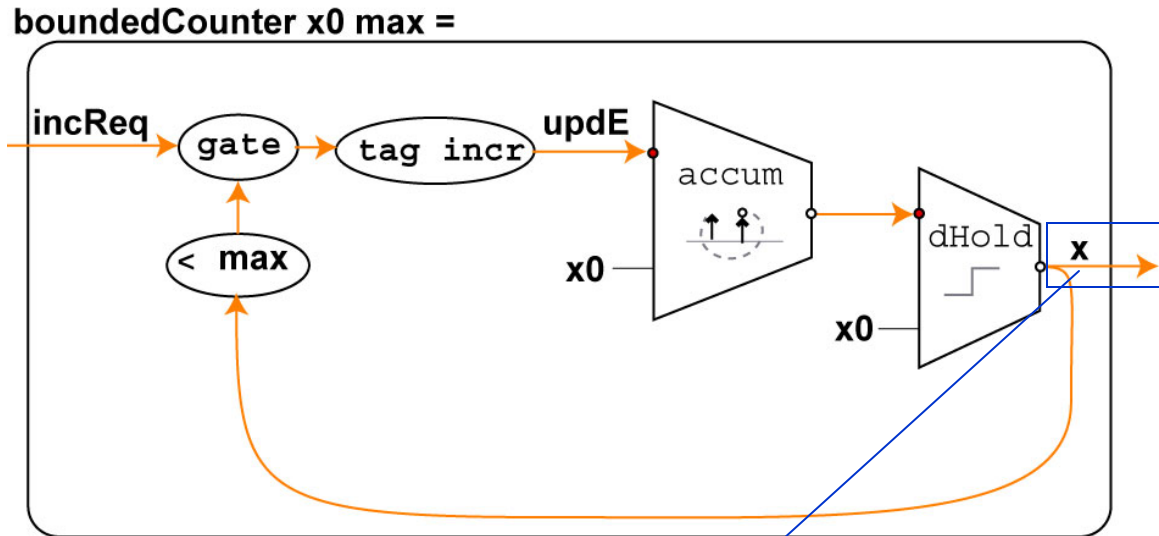 boundedCounter x0 max =
incReq
gate
tag incr
updE
accum
x0
< max
dHold
x
x0